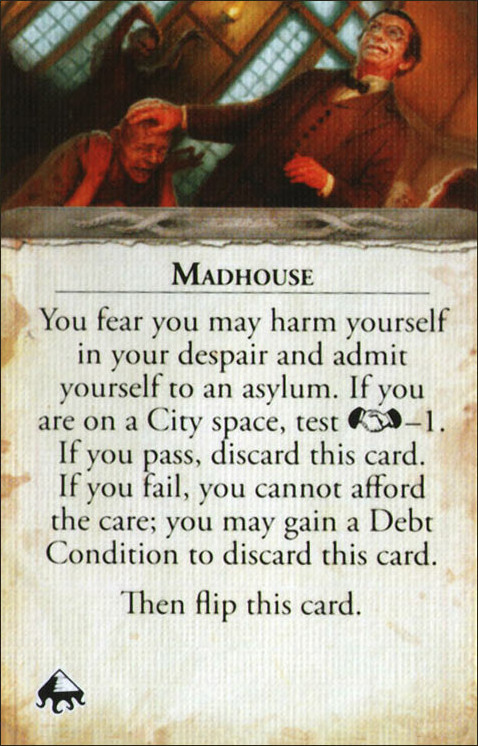 MADHOUSE
You fear you may harm yourself
in your despair and admit
yourself to an asylum. If you
are on a City space, test –1.
If you pass, discard this card.
If you fail, you cannot afford
the care; you may gain a Debt
Condition to discard this card.
Then flip this card.